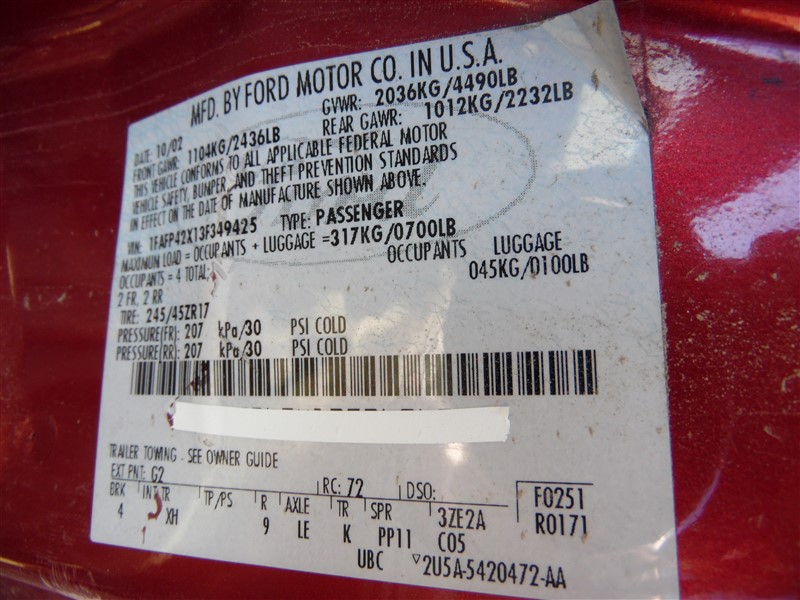 MFD. BY FORD MOTOR CO. IN U.S.A.
DATE: 10/02 GVWR: 2036KG/4490LB
FRONT GAWR: 1104KG/2436LB REAR GAWR: 1012KG/2232LB
THIS VEHICLE CONFORMS TO ALL APPLICABLE FEDERAL MOTOR
VEHICLE SAFETY, BUMPER, AND THEFT PREVENTION STANDARDS
IN EFFECT ON THE DATE OF MANUFACTURE SHOWN ABOVE.
VIN: 1FAFP42X13F349425 TYPE: PASSENGER
MAXIMUM LOAD = OCCUPANTS + LUGGAGE = 317KG/0700LB
OCCUPANTS = 4 TOTAL; OCCUPANTS LUGGAGE
2 FR, 2 RR 045KG/0100LB
TIRE: 245/45ZR17
PRESSURE(FR): 207 kPa/30 PSI COLD
PRESSURE(RR): 207 kPa/30 PSI COLD
TRAILER TOWING - SEE OWNER GUIDE
EXT PNT: G2 RC: 72 DSO: F0251
BRK INT TR TP/PS R AXLE TR SPR 3ZE2A R0171
4 XH 9 LE K PP11 C05
UBC 2U5A-5420472-AA